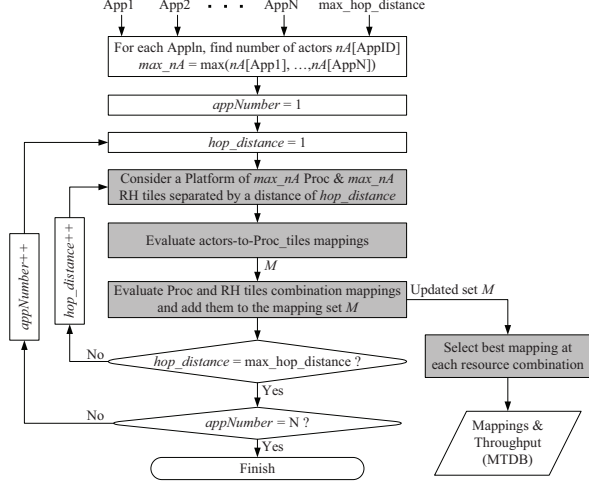 App1 App2 . . . AppN max_hop_distance
For each AppIn, find number of actors nA[AppID]
max_nA = max(nA[App1], …,nA[AppN])
appNumber = 1
hop_distance = 1
Consider a Platform of max_nA Proc & max_nA
RH tiles separated by a distance of hop_distance
appNumber++
hop_distance++
Evaluate actors-to-Proc_tiles mappings
M
Evaluate Proc and RH tiles combination mappings
and add them to the mapping set M
Updated set M
No
hop_distance = max_hop_distance ?
Yes
Select best mapping at
each resource combination
No
appNumber = N ?
Yes
Finish
Mappings &
Throughput
(MTDB)